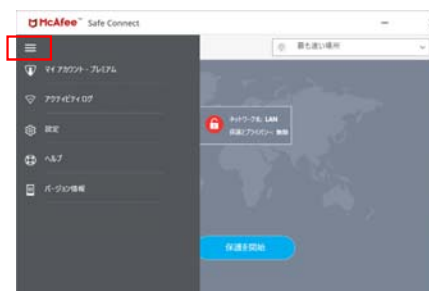 McAfee™ Safe Connect
最も速い場所
マイ アカウント - プレミアム
アクティビティ ログ
ネットワーク名: LAN
保護とプライバシー: 無効
設定
ヘルプ
バージョン情報
保護を開始